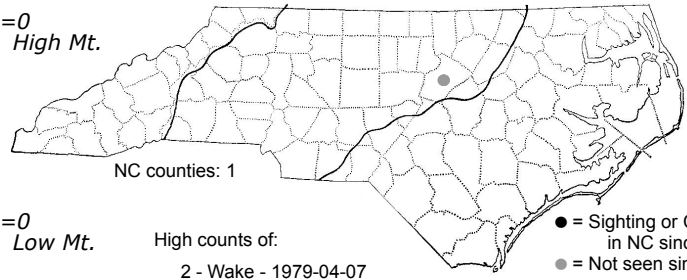 =0
High Mt.
NC counties: 1
=0
Low Mt.
High counts of:
2 - Wake - 1979-04-07
= Sighting or
in NC sinc
= Not seen sin